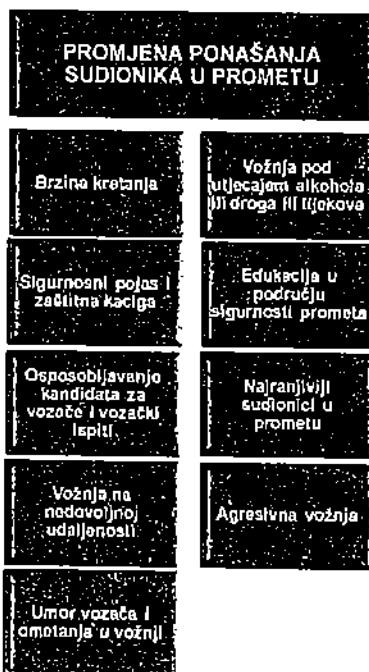 PROMJENA PONAŠANJA
SUDIONIKA U PROMETU
Brzina kretanja
Vožnja pod
utjecajem alkohola
ili droga ili lijekova
Sigurnosni pojas i
zaštitna kaciga
Edukacija u
području
sigurnosti prometa
Osposobljavanje
kandidata za
vozače i vozački
ispiti
Najranjiviji
sudionici u
prometu
Vožnja na
nedovoljnoj
udaljenosti
Agresivna vožnja
Umor vozača i
ometanja u vožnji